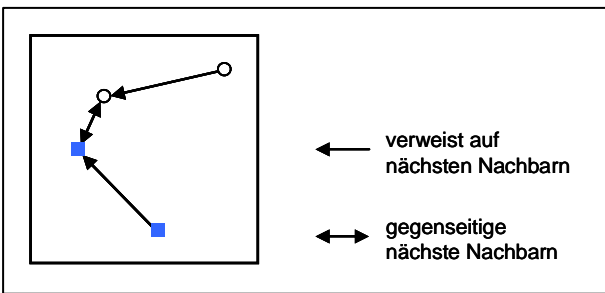 verweist auf
nächsten Nachbarn
gegenseitige
nächste Nachbarn